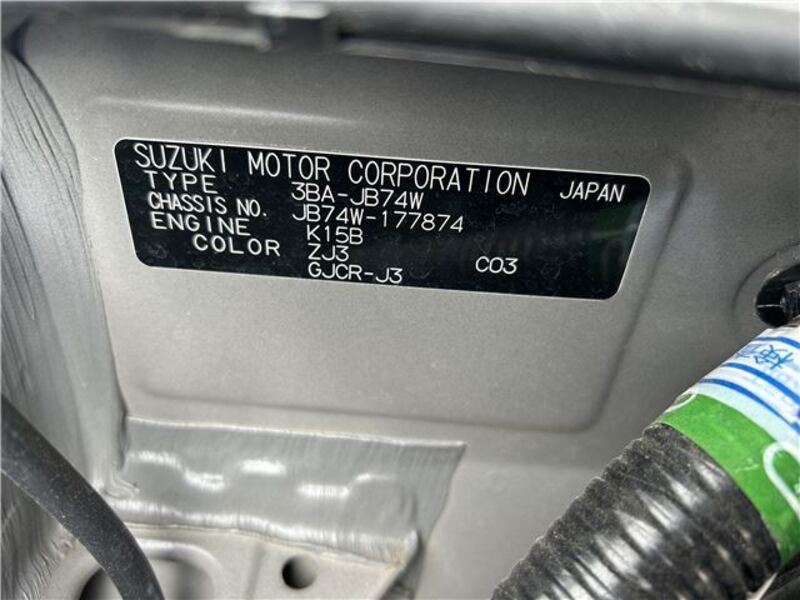 SUZUKI MOTOR CORPORATION JAPAN
TYPE 3BA-JB74W
CHASSIS NO. JB74W-177874
ENGINE K15B
COLOR ZJ3 C03
GJCR-J3